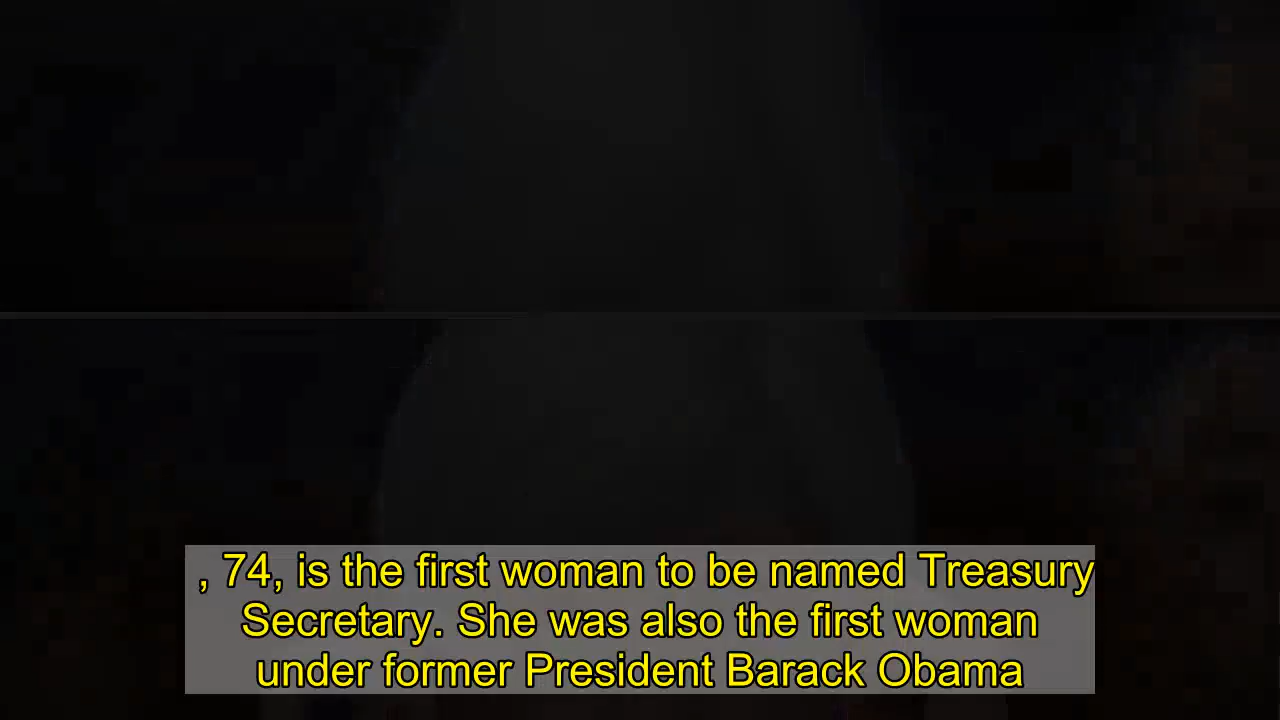 , 74, is the first woman to be named Treasury
Secretary. She was also the first woman
under former President Barack Obama